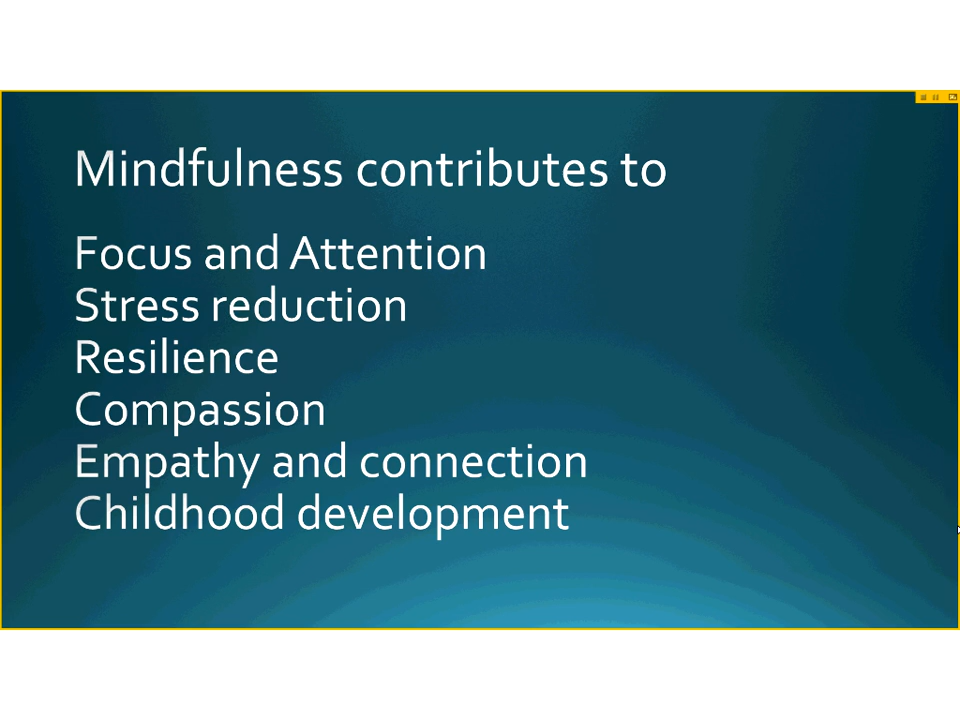 Mindfulness contributes to
Focus and Attention
Stress reduction
Resilience
Compassion
Empathy and connection
Childhood development